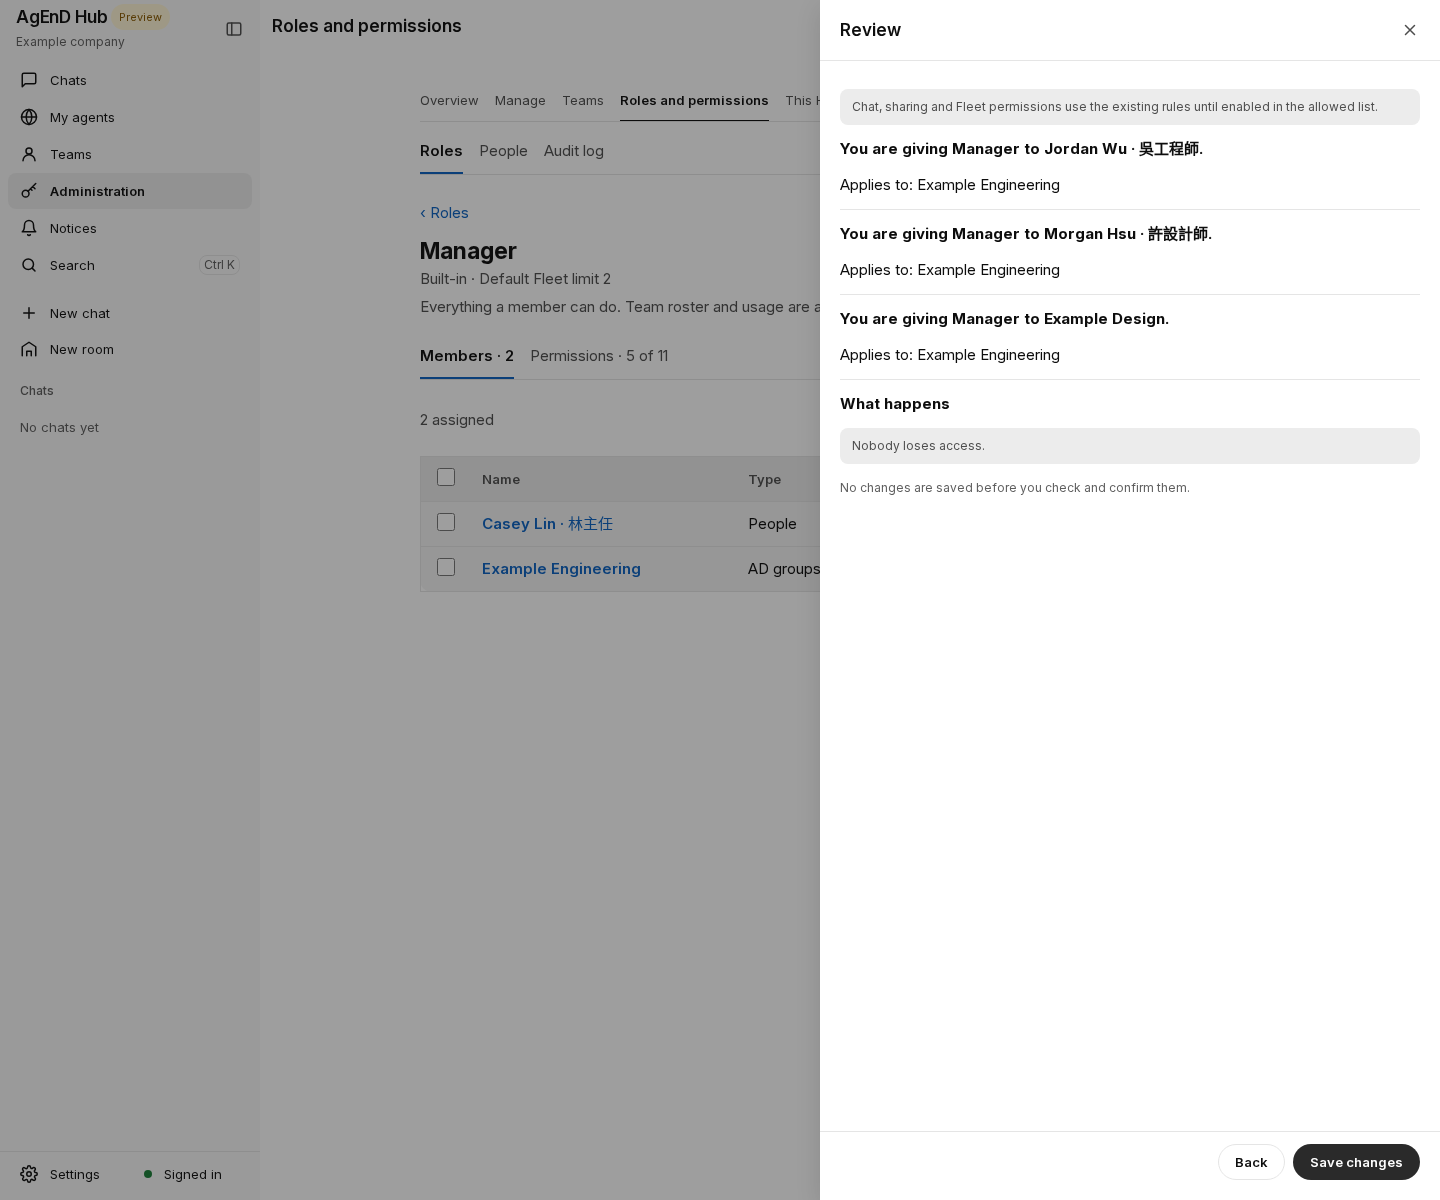 AgEnD Hub Preview
Example company
Chats
My agents
Teams
Administration
Notices
Search Ctrl K
New chat
New room
Chats
No chats yet
Settings Signed in
Roles and permissions
Overview Manage Teams Roles and permissions This
Roles People Audit log
‹ Roles
Manager
Built-in · Default Fleet limit 2
Everything a member can do. Team roster and usage are
Members · 2 Permissions · 5 of 11
2 assigned
Name Type
Casey Lin · 林主任 People
Example Engineering AD groups
Review
Chat, sharing and Fleet permissions use the existing rules until enabled in the allowed list.
You are giving Manager to Jordan Wu · 吳工程師.
Applies to: Example Engineering
You are giving Manager to Morgan Hsu · 許設計師.
Applies to: Example Engineering
You are giving Manager to Example Design.
Applies to: Example Engineering
What happens
Nobody loses access.
No changes are saved before you check and confirm them.
Back Save changes